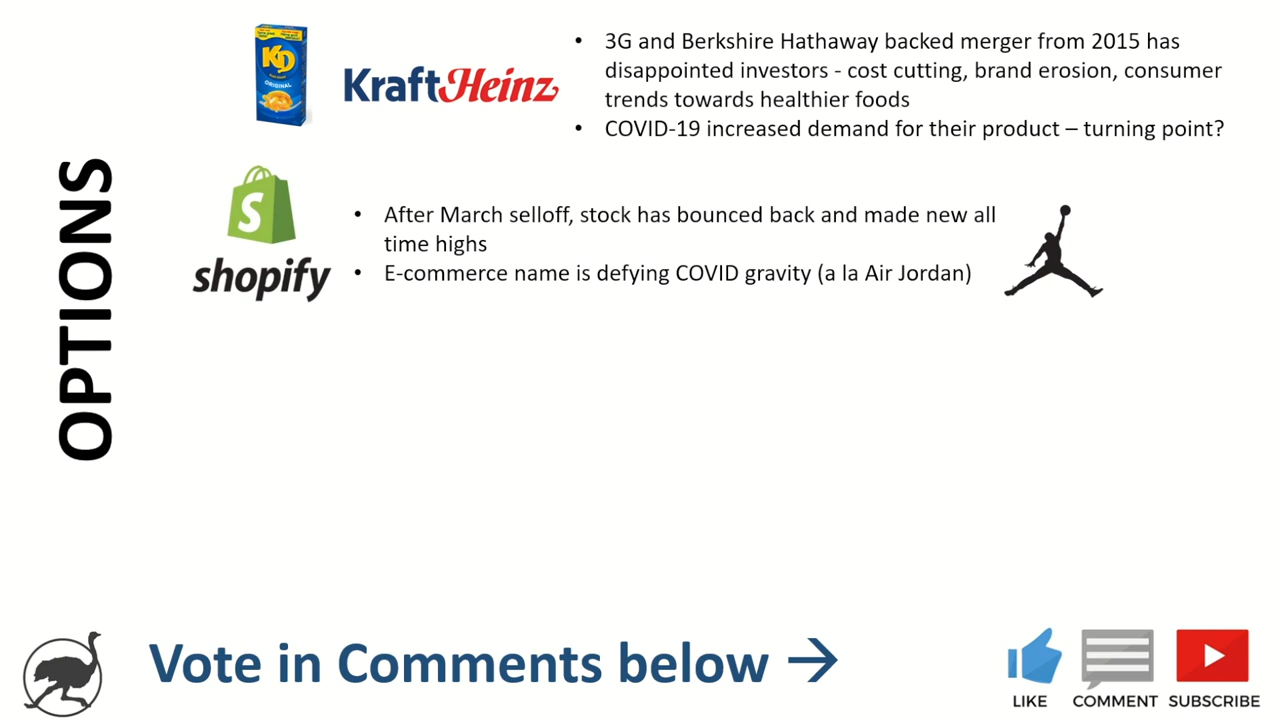 OPTIONS
KD
ORIGINAL
KraftHeinz
• 3G and Berkshire Hathaway backed merger from 2015 has
disappointed investors - cost cutting, brand erosion, consumer
trends towards healthier foods
• COVID-19 increased demand for their product – turning point?
S
shopify
• After March selloff, stock has bounced back and made new all
time highs
• E-commerce name is defying COVID gravity (a la Air Jordan)
Vote in Comments below →
LIKE
COMMENT
SUBSCRIBE